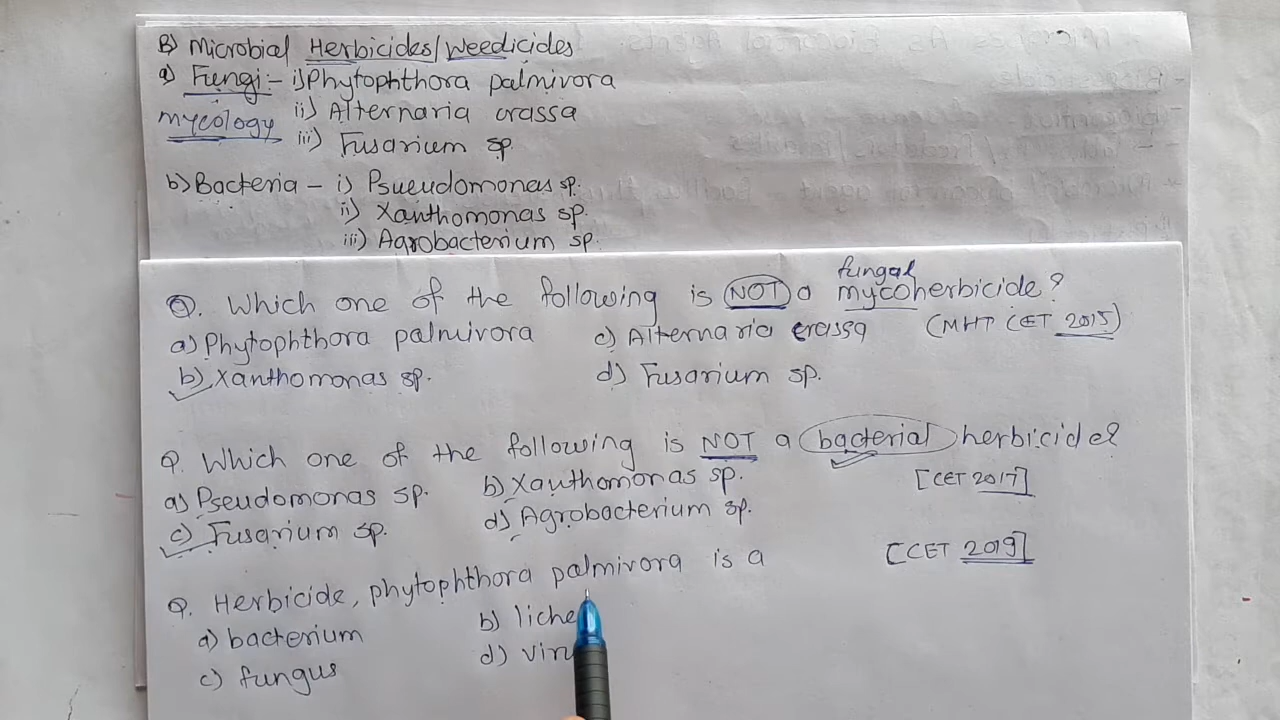 B) Microbial Herbicides/Weedicides
a) Fungi:- i) Phytophthora palmivora
mycology ii) Alternaria crassa
iii) Fusarium sp
b) Bacteria - i) Psueudomonas sp.
ii) Xanthomonas sp.
iii) Agrobacterium sp.
fungal
Q. Which one of the following is NOT a mycoherbicide?
a) Phytophthora palmivora c) Alternaria crassa (MHT CET 2015)
b) Xanthomonas sp. d) Fusarium sp.
Q. Which one of the following is NOT a bacterial herbicide?
a) Pseudomonas sp. b) Xanthomonas sp. [CET 2017]
c) Fusarium sp. d) Agrobacterium sp.
Q. Herbicide, phytophthora palmivora is a [CET 2019]
a) bacterium b) liche
c) fungus d) viru